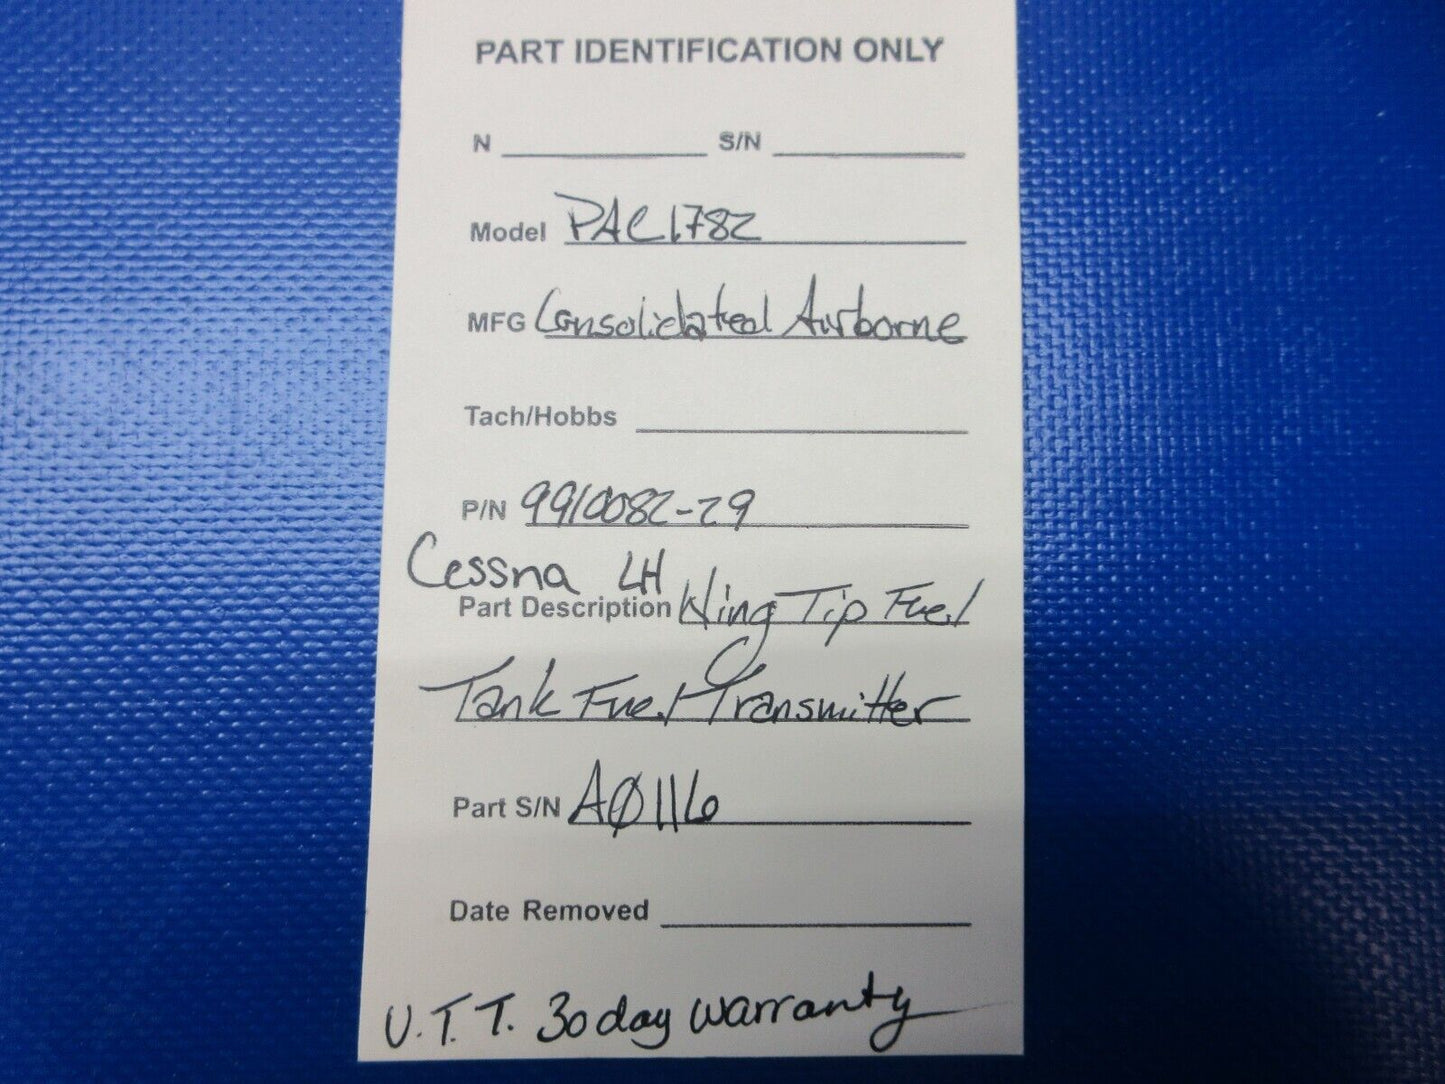 PART IDENTIFICATION ONLY
N S/N
Model PAC1782
MFG Consolidated Airborne
Tach/Hobbs
P/N 9910082-29
Cessna LH
Part Description Wing Tip Fuel
Tank Fuel Transmitter
Part S/N AØ116
Date Removed
U.T.T. 30 day warranty